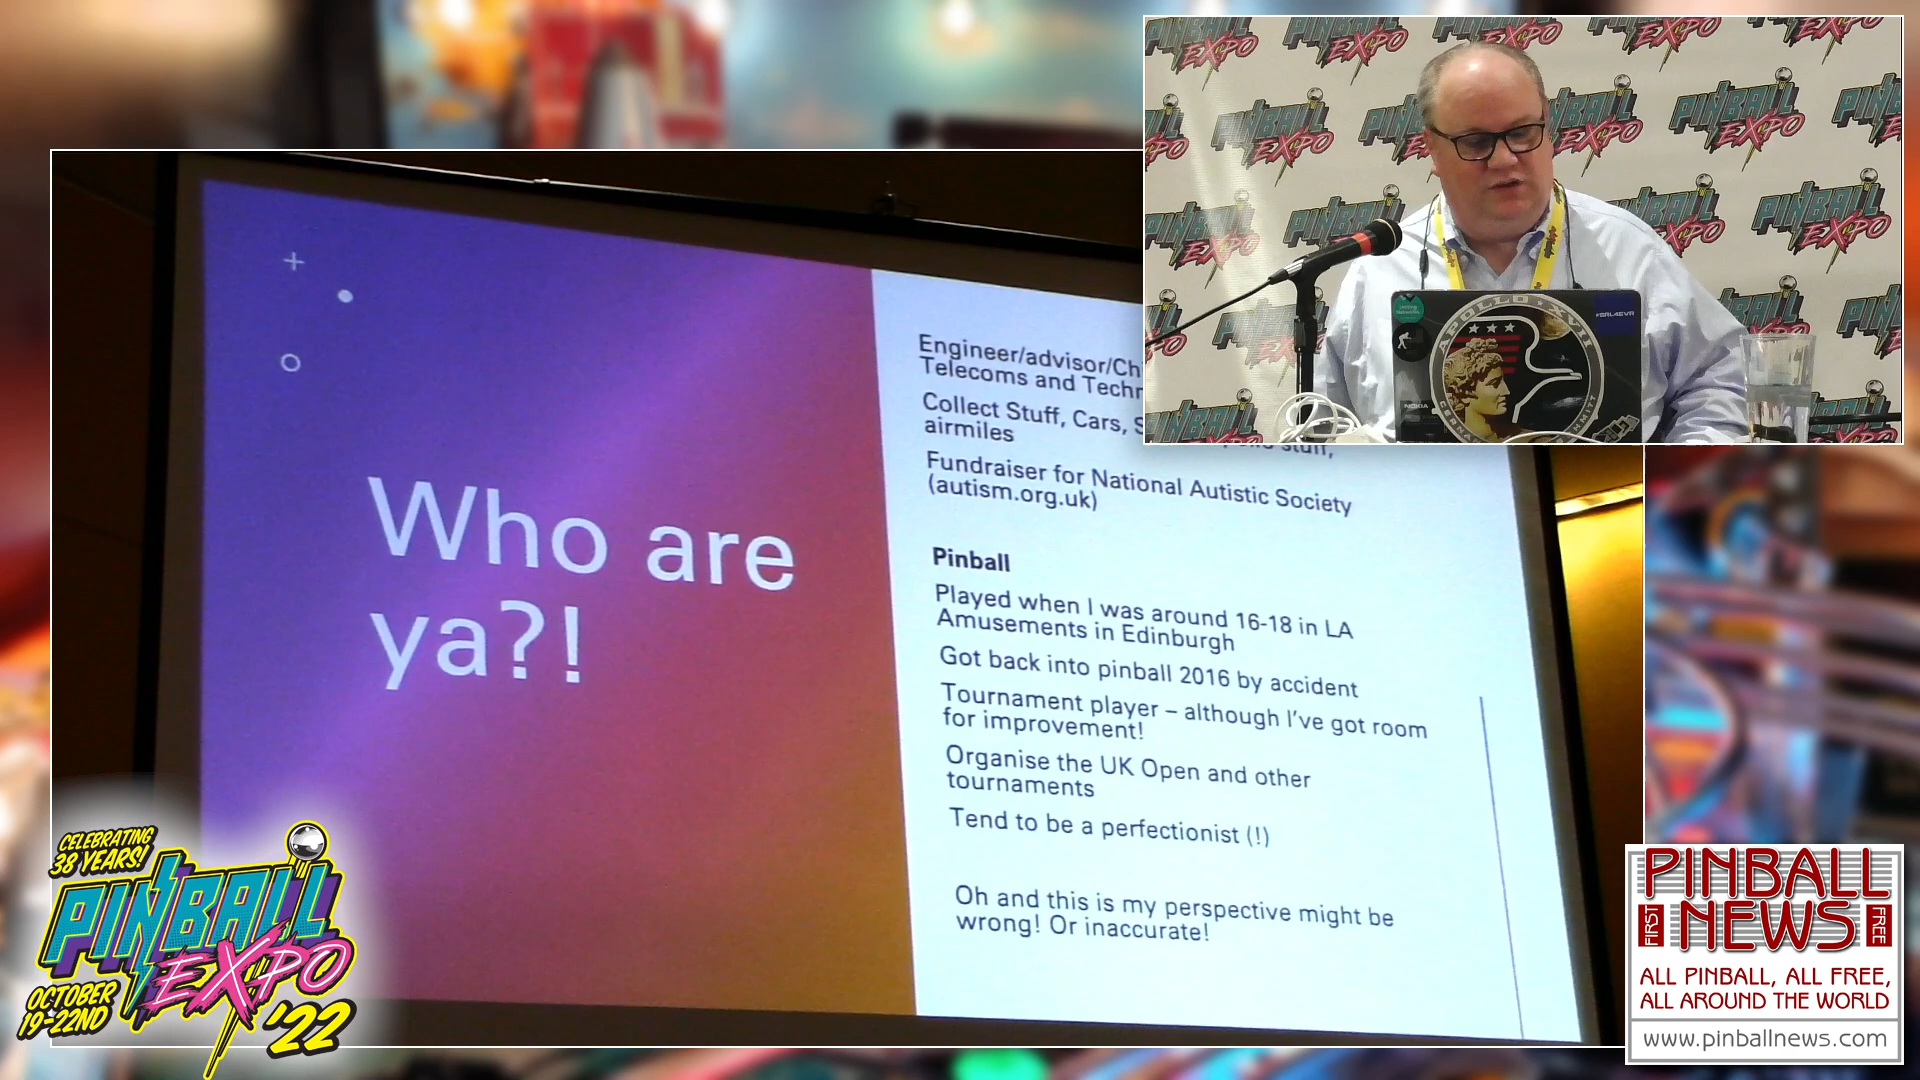 PINBALL EXPO
APOLLO XVII
#SRL4EVR
NOKIA
Who are
ya?!
Engineer/advisor/Ch
Telecoms and Techn
Collect Stuff, Cars, S
airmiles
stuff,
Fundraiser for National Autistic Society
(autism.org.uk)
Pinball
Played when I was around 16-18 in LA
Amusements in Edinburgh
Got back into pinball 2016 by accident
Tournament player – although I've got room
for improvement!
Organise the UK Open and other
tournaments
Tend to be a perfectionist (!)
Oh and this is my perspective might be
wrong! Or inaccurate!
CELEBRATING
38 YEARS!
PINBALL
EXPO
OCTOBER
19-22ND
'22
PINBALL
FIRST NEWS FREE
ALL PINBALL, ALL FREE,
ALL AROUND THE WORLD
www.pinballnews.com